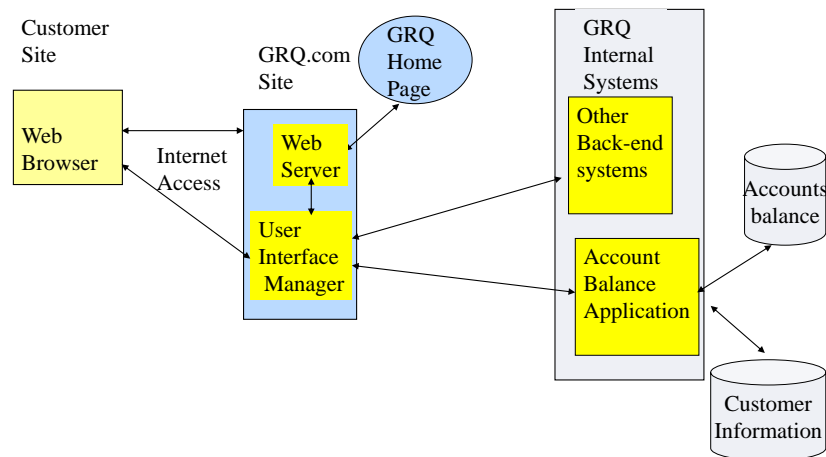 Customer
Site
Web
Browser
Internet
Access
GRQ.com
Site
GRQ
Home
Page
Web
Server
User
Interface
Manager
GRQ
Internal
Systems
Other
Back-end
systems
Account
Balance
Application
Accounts
balance
Customer
Information